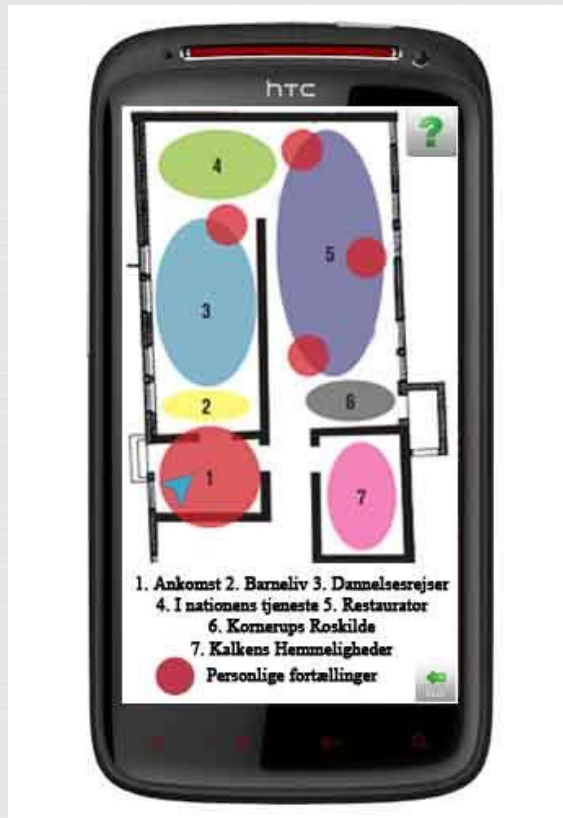 hTC
?
4
5
3
2
6
1
7
1. Ankomst 2. Barneliv 3. Dannelsesrejser
4. I nationens tjeneste 5. Restaurator
6. Kornerups Roskilde
7. Kalkens Hemmeligheder
Personlige fortællinger